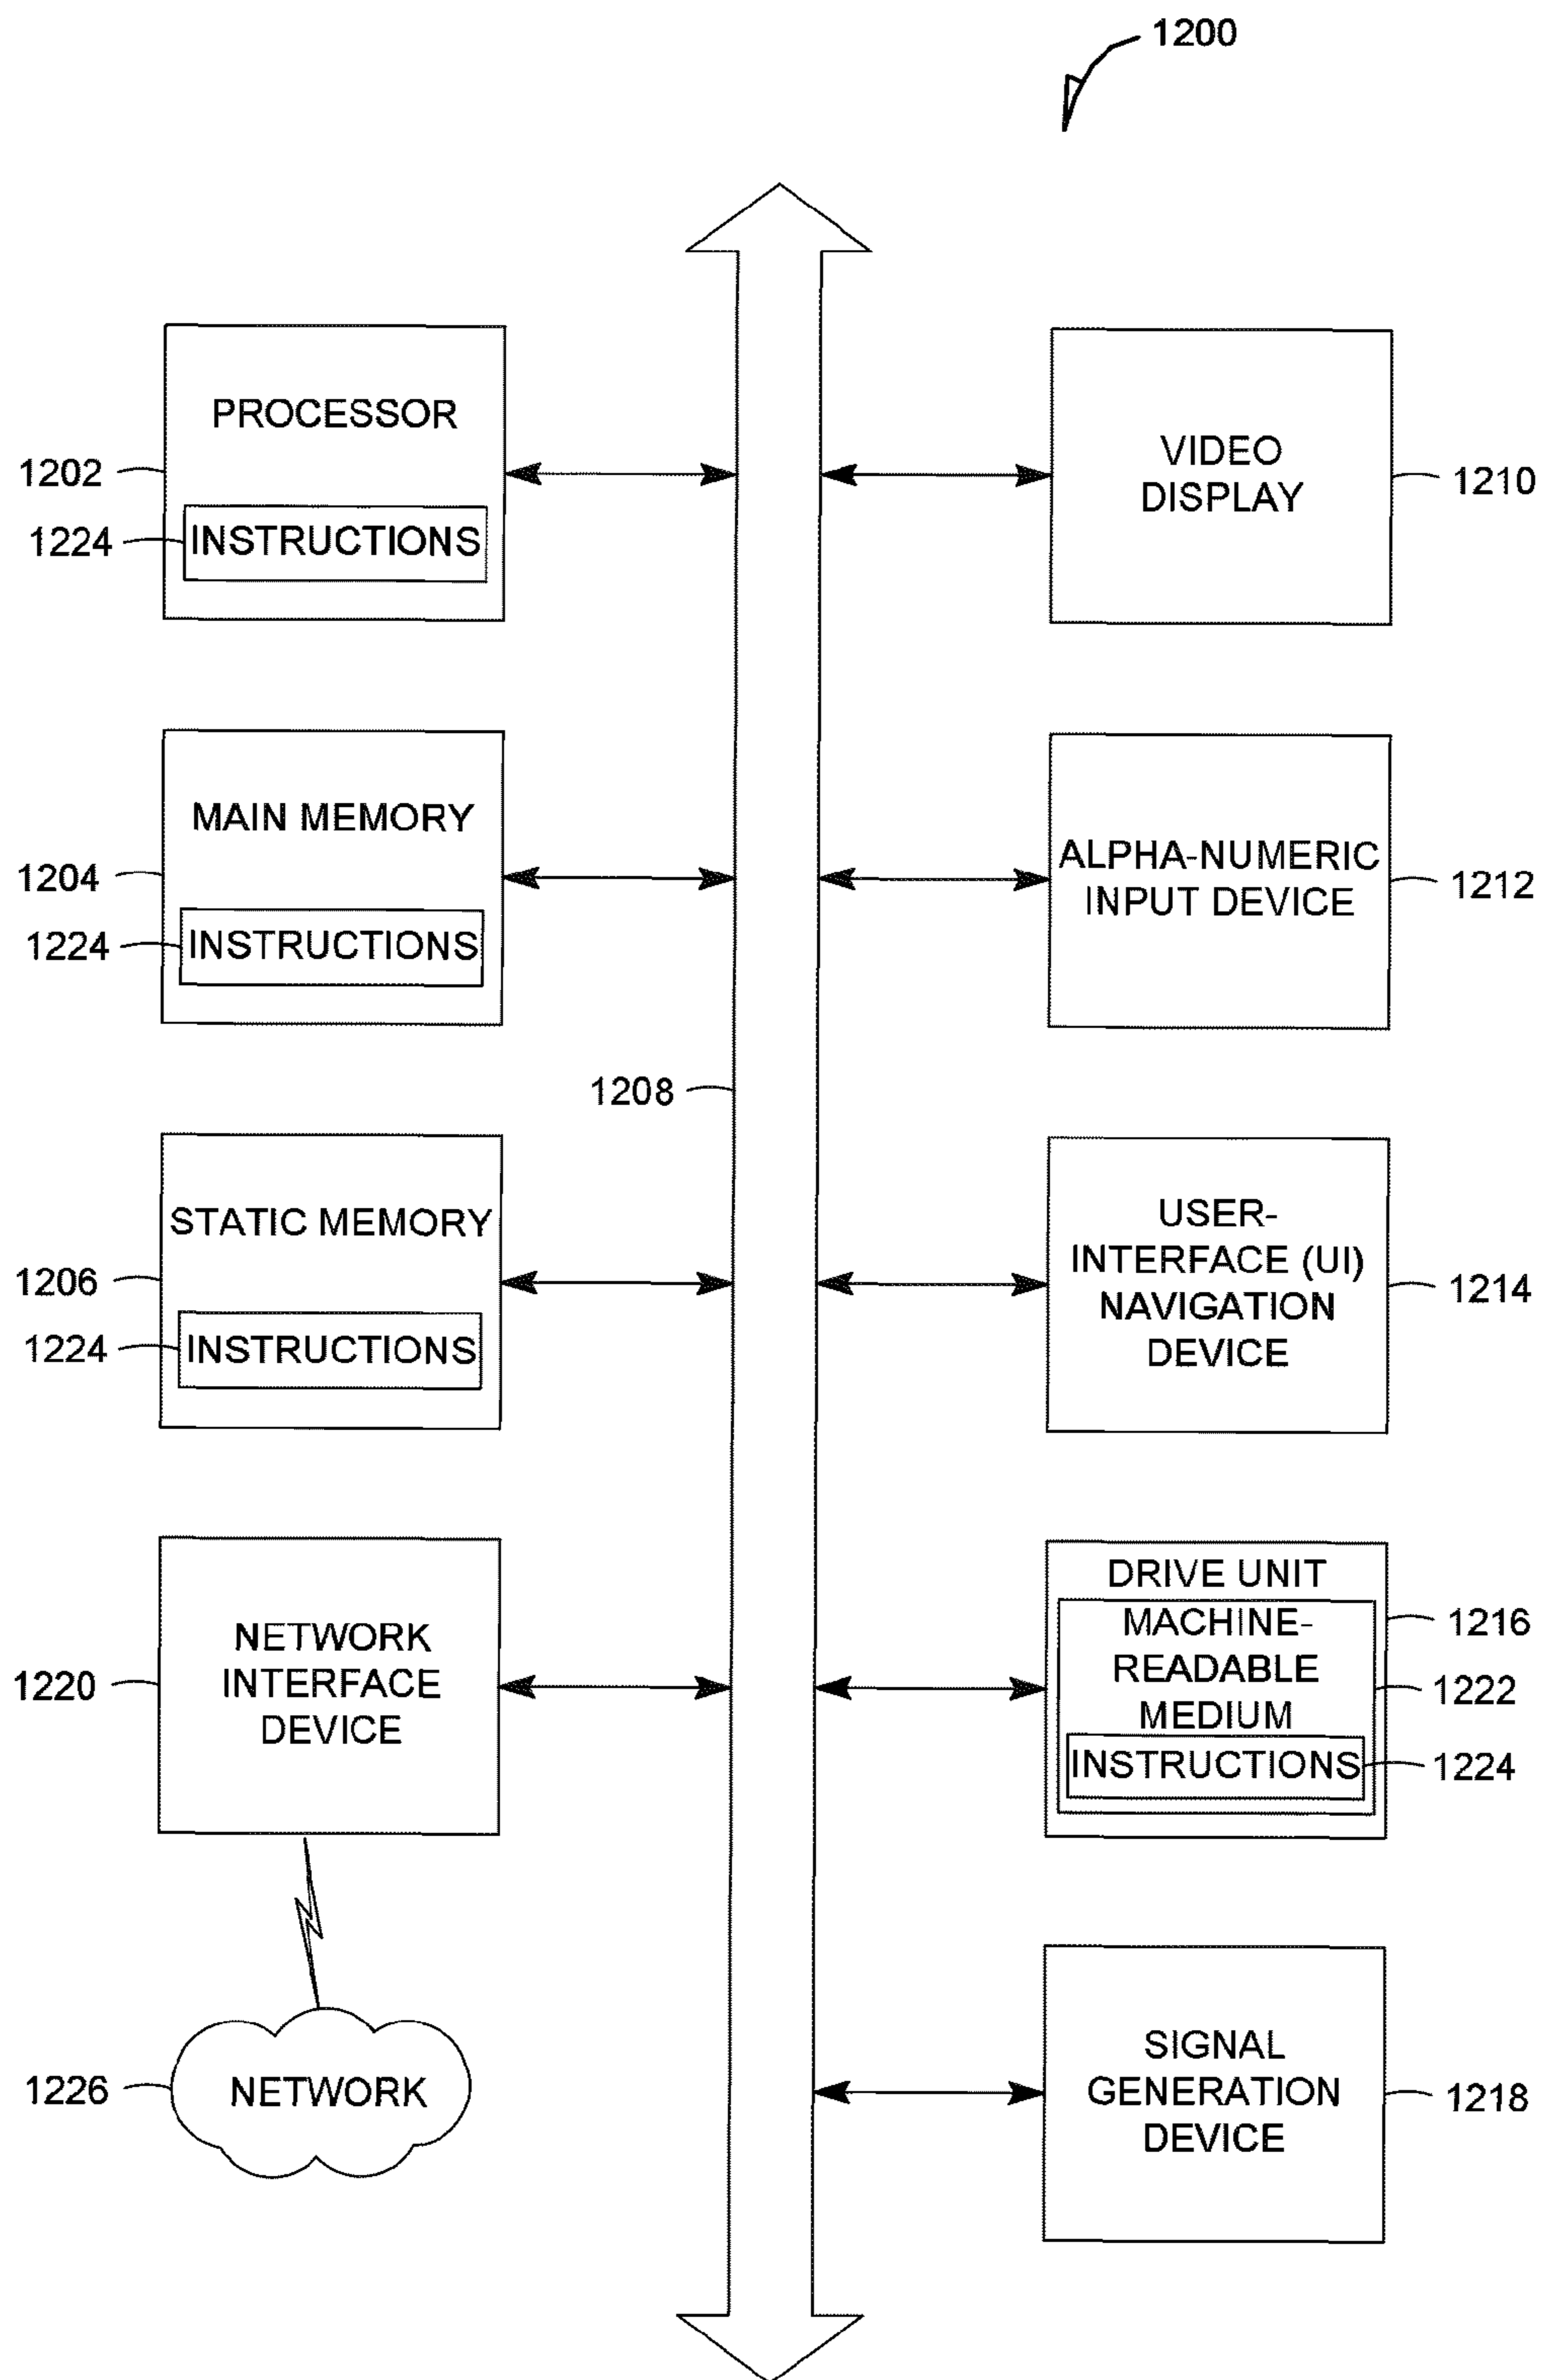 1200
PROCESSOR
1202
1224
INSTRUCTIONS
VIDEO
DISPLAY
1210
MAIN MEMORY
1204
1224
INSTRUCTIONS
ALPHA-NUMERIC
INPUT DEVICE
1212
1208
STATIC MEMORY
1206
1224
INSTRUCTIONS
USER-
INTERFACE (UI)
NAVIGATION
DEVICE
1214
NETWORK
INTERFACE
DEVICE
1220
DRIVE UNIT
1216
MACHINE-
READABLE
MEDIUM
1222
INSTRUCTIONS
1224
1226
NETWORK
SIGNAL
GENERATION
DEVICE
1218